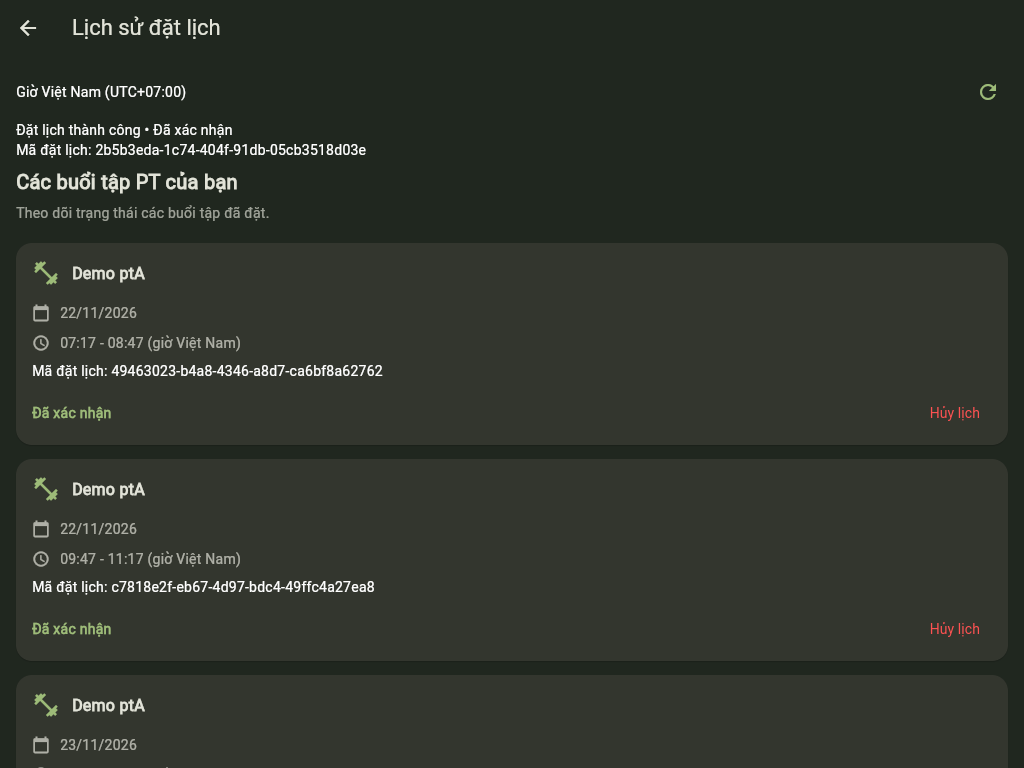 Lịch sử đặt lịch
Giờ Việt Nam (UTC+07:00)
Đặt lịch thành công • Đã xác nhận
Mã đặt lịch: 2b5b3eda-1c74-404f-91db-05cb3518d03e
Các buổi tập PT của bạn
Theo dõi trạng thái các buổi tập đã đặt.
Demo ptA
22/11/2026
07:17 - 08:47 (giờ Việt Nam)
Mã đặt lịch: 49463023-b4a8-4346-a8d7-ca6bf8a62762
Đã xác nhận
Hủy lịch
Demo ptA
22/11/2026
09:47 - 11:17 (giờ Việt Nam)
Mã đặt lịch: c7818e2f-eb67-4d97-bdc4-49ffc4a27ea8
Đã xác nhận
Hủy lịch
Demo ptA
23/11/2026